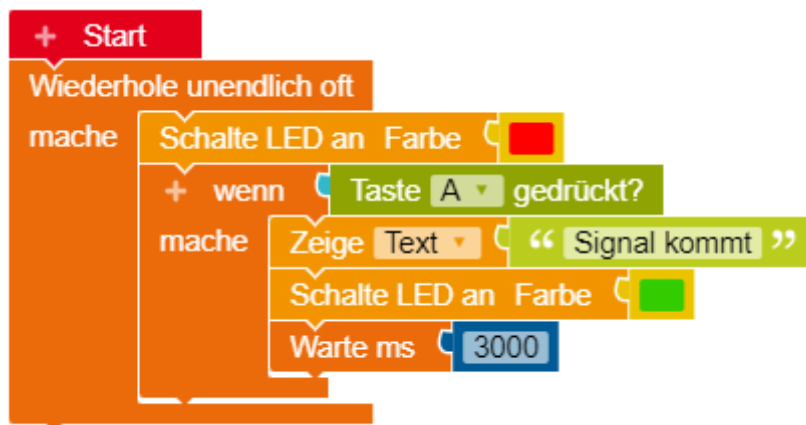 + Start
Wiederhole unendlich oft
mache Schalte LED an Farbe
+ wenn Taste A gedrückt?
mache Zeige Text “ Signal kommt ”
Schalte LED an Farbe
Warte ms 3000